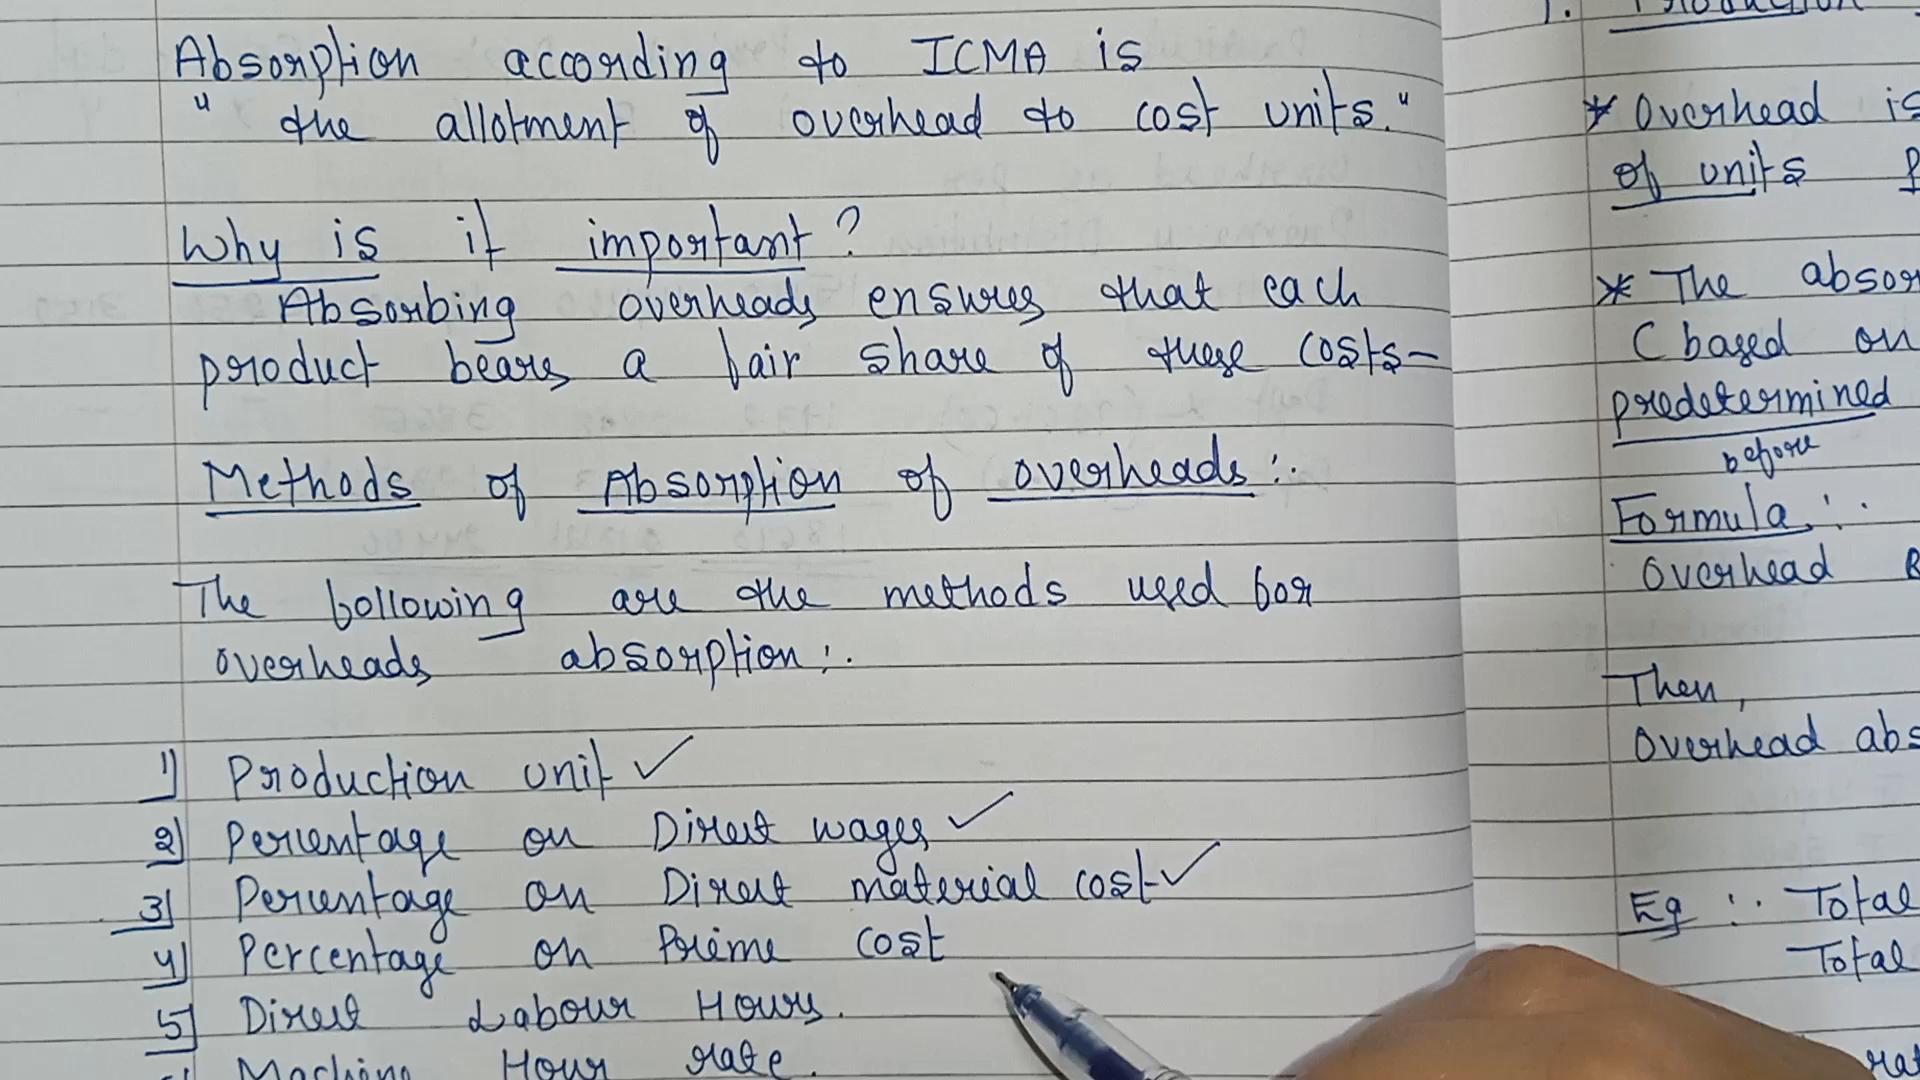 Absorption according to ICMA is
" the allotment of overhead to cost units."
Why is it important?
Absorbing overheads ensures that each
product bears a fair share of these costs-
Methods of Absorption of overheads:.
The following are the methods used for
overheads absorption:.
1) Production unit ✓
2) Percentage on Direct wages ✓
3) Percentage on Direct material cost ✓
4) Percentage on Prime cost
5) Direct Labour Hours.
Machine Hour rate.
1. Production
* Overhead is
of units
* The absor
(based on
predetermined
before
Formula:.
Overhead R
Then,
Overhead abs
Eg :. Total
Total
rat